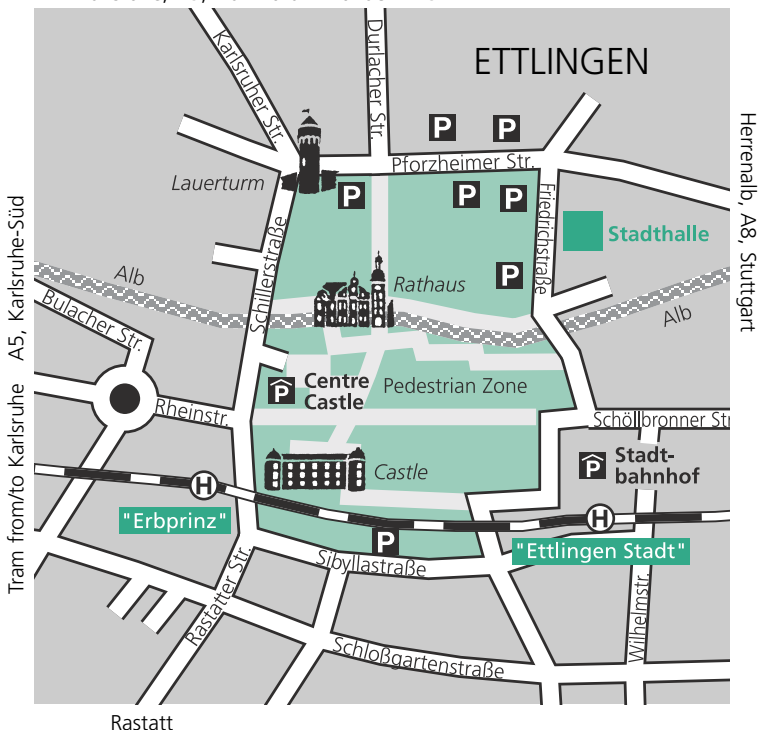 ETTLINGEN
Karlsruher Str.
Durlacher Str.
P
P
Pforzheimer Str.
Lauerturm
P
P
P
Friedrichstraße
Stadthalle
Herrenalb, A8, Stuttgart
Schillerstraße
Alb
Rathaus
P
Alb
Bulacher Str.
A5, Karlsruhe-Süd
Tram from/to Karlsruhe
P
Centre
Castle
Pedestrian Zone
Rheinstr.
Schöllbronner Str
Castle
P
Stadt-
bahnhof
H
"Erbprinz"
H
"Ettlingen Stadt"
P
Sibyllastraße
Rastatter Str.
Wilhelmstr.
Schloßgartenstraße
Rastatt